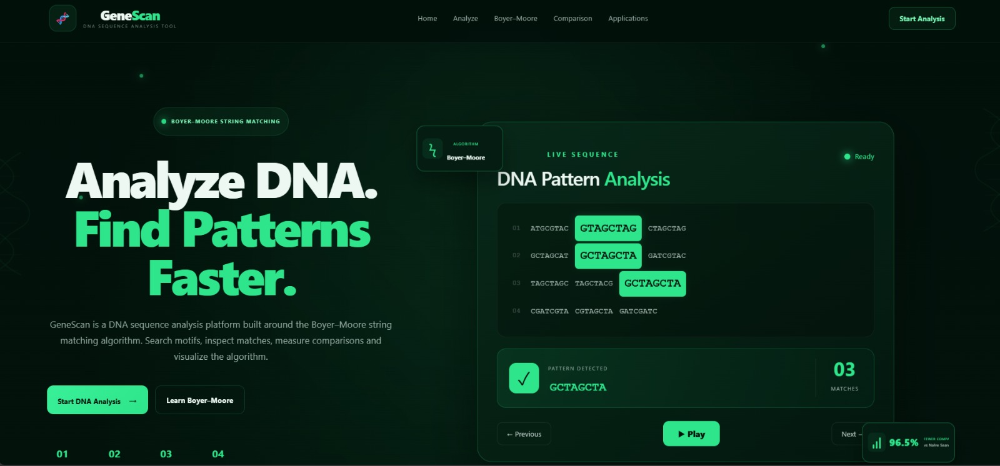 GeneScan
DNA SEQUENCE ANALYSIS TOOL
Home
Analyze
Boyer–Moore
Comparison
Applications
Start Analysis
BOYER–MOORE STRING MATCHING
Analyze DNA.
Find Patterns
Faster.
GeneScan is a DNA sequence analysis platform built around the Boyer–Moore string
matching algorithm. Search motifs, inspect matches, measure comparisons and
visualize the algorithm.
Start DNA Analysis →
Learn Boyer–Moore
01 02 03 04
ALGORITHM
Boyer–Moore
LIVE SEQUENCE
Ready
DNA Pattern Analysis
01 ATGCGTAC GTAGCTAG CTAGCTAG
02 GCTAGCAT GCTAGCTA GATCGTAC
03 TAGCTAGC TAGCTACG GCTAGCTA
04 CGATCGTA CGTAGCTA GATCGATC
✓
PATTERN DETECTED
GCTAGCTA
03
MATCHES
← Previous
▶ Play
Next
96.5%
FEWER
vs Naïve Scan